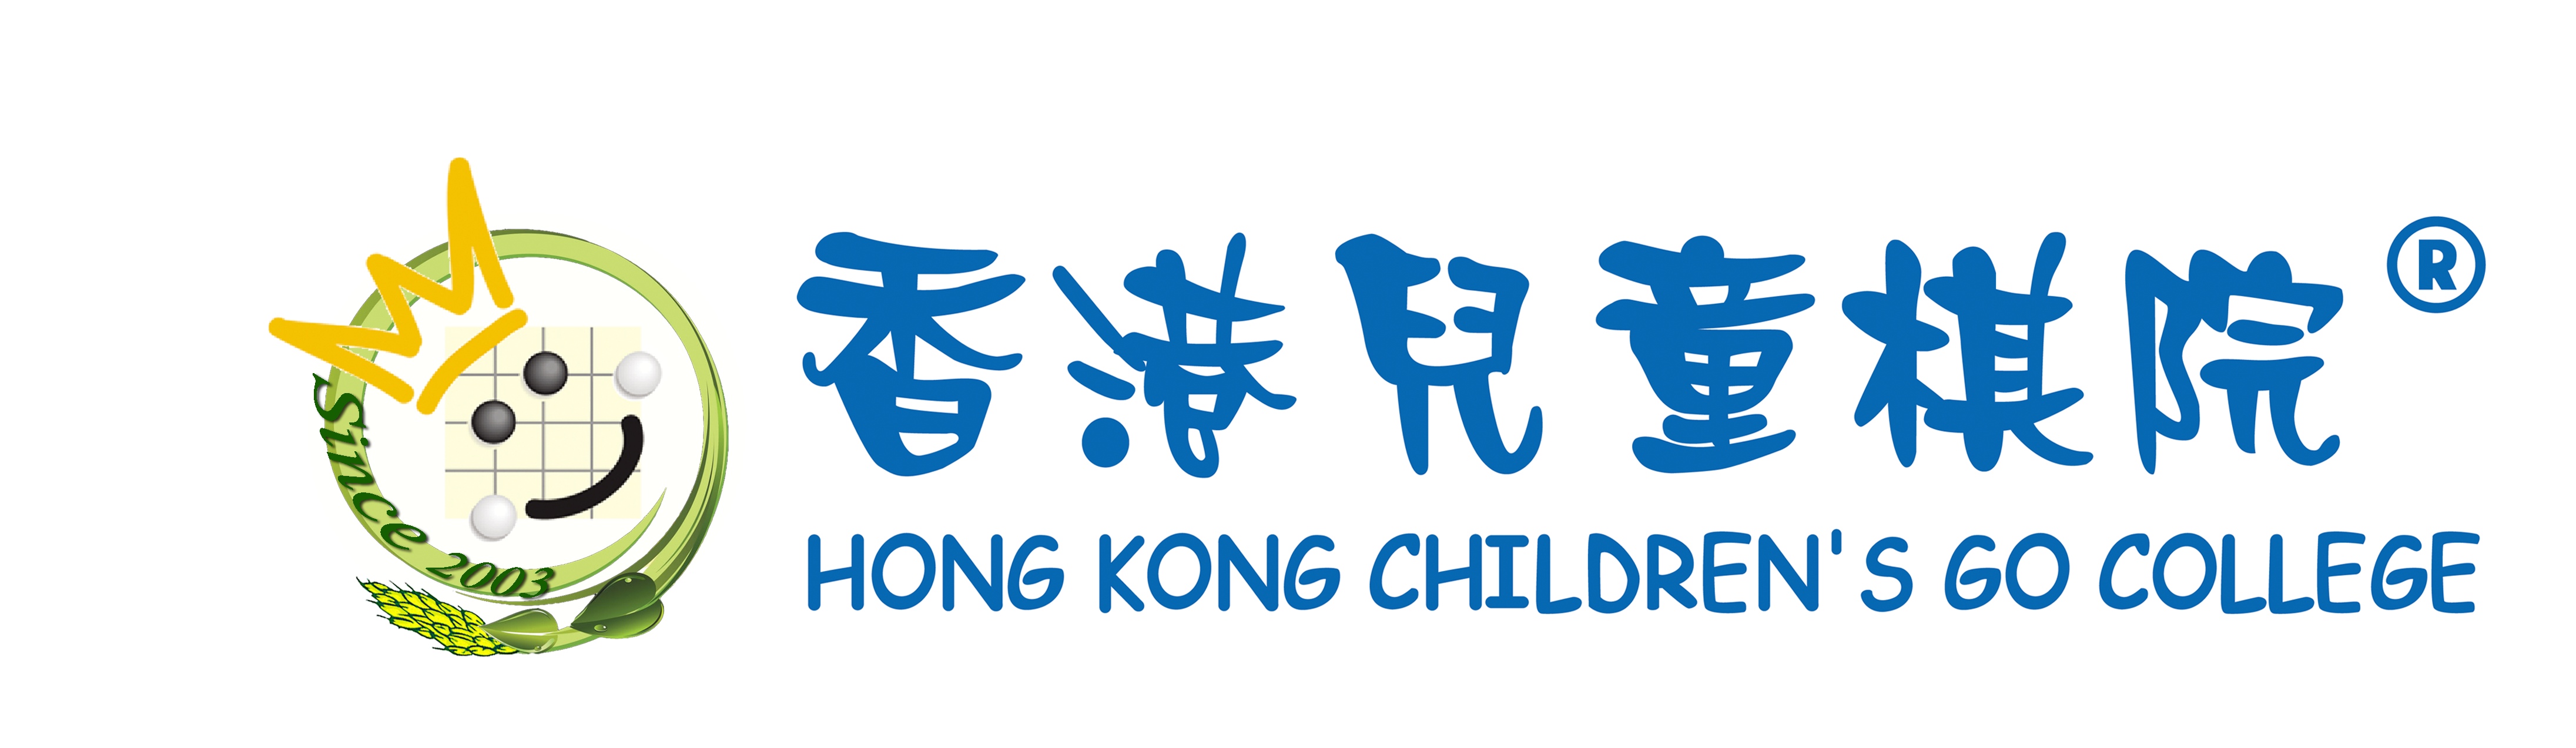 Since 2003
香港兒童棋院®
HONG KONG CHILDREN'S GO COLLEGE